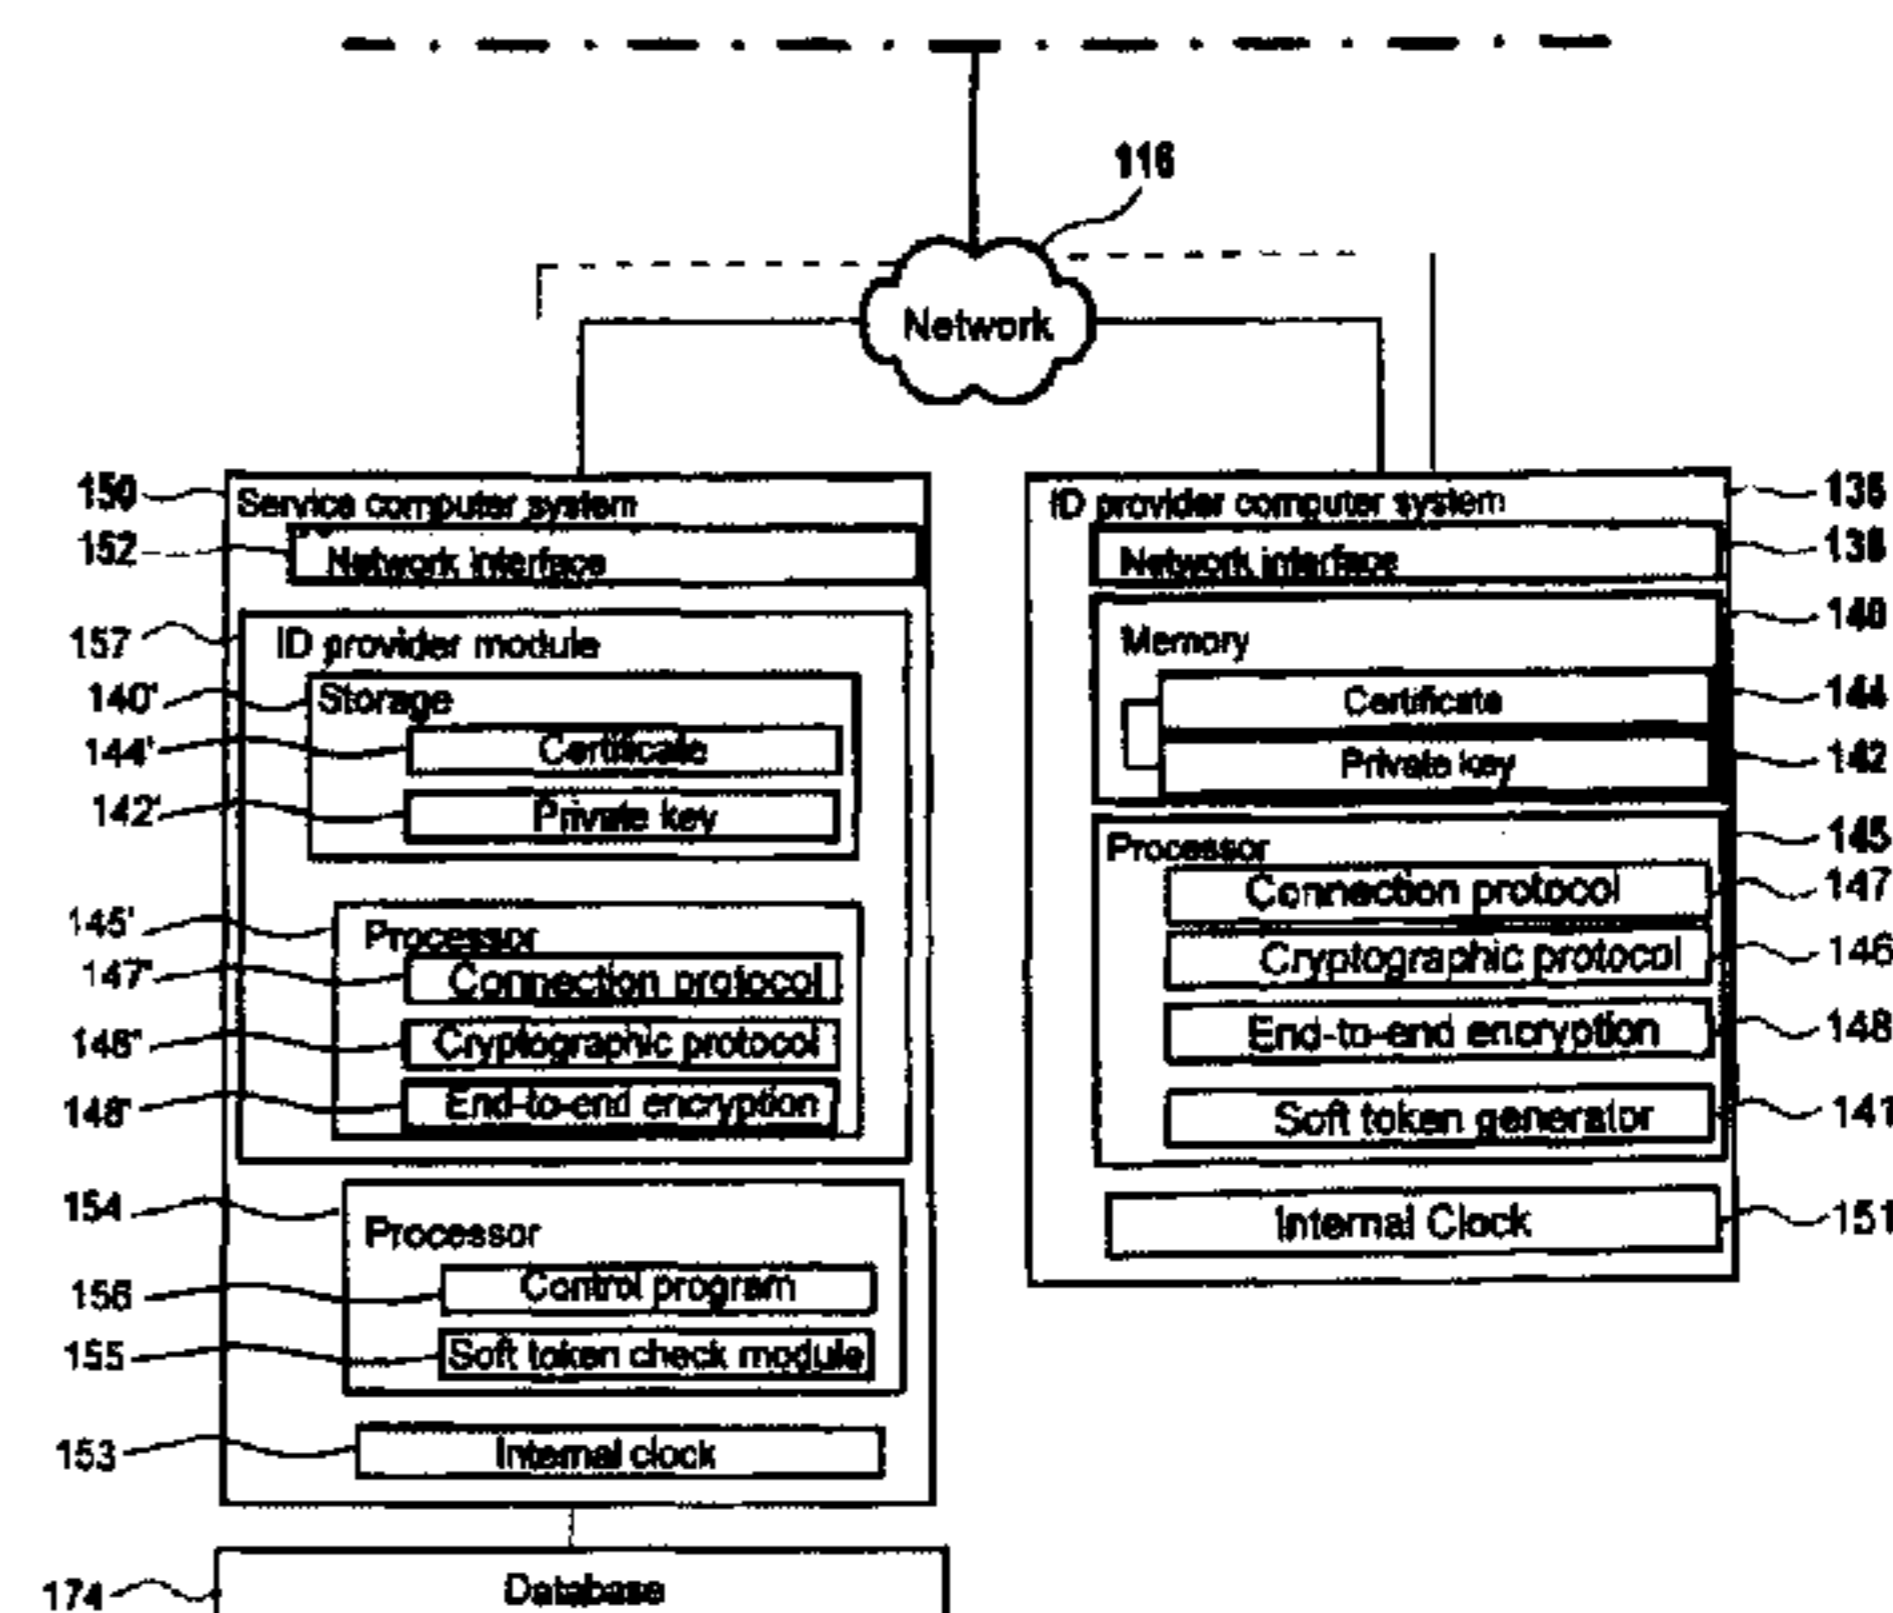 116
Network
150
Service computer system
152
Network interface
157
ID provider module
140'
Storage
144'
Certificate
142'
Private key
145'
Processor
147'
Connection protocol
146"
Cryptographic protocol
148'
End-to-end encryption
154
Processor
156
Control program
155
Soft token check module
153
Internal clock
174
Database
ID provider computer system
136
Network interface
138
Memory
140
Certificate
144
Private key
142
Processor
145
Connection protocol
147
Cryptographic protocol
146
End-to-end encryption
148
Soft token generator
141
Internal Clock
151